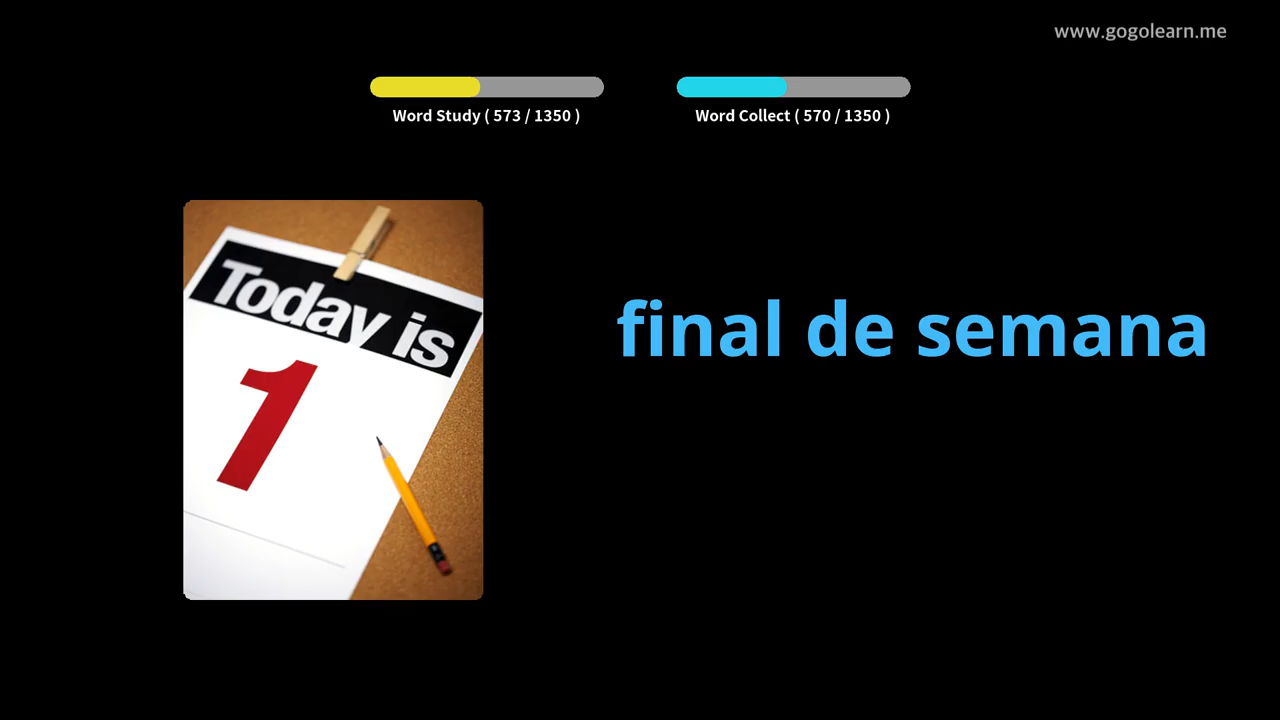 www.gogolearn.me
Word Study ( 573 / 1350 )
Word Collect ( 570 / 1350 )
Today is
1
final de semana